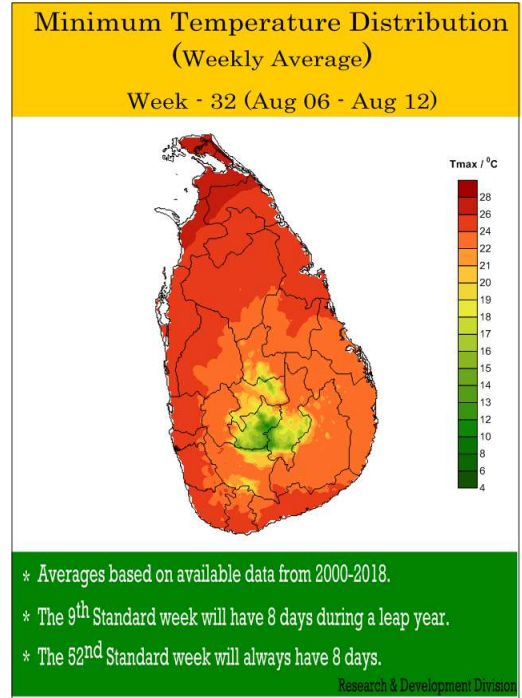 Minimum Temperature Distribution
(Weekly Average)
Week - 32 (Aug 06 - Aug 12)
Tmax / ⁰C
28
26
24
22
21
20
19
18
17
16
15
14
13
12
10
8
6
4
* Averages based on available data from 2000-2018.
* The 9th Standard week will have 8 days during a leap year.
* The 52nd Standard week will always have 8 days.
Research & Development Division